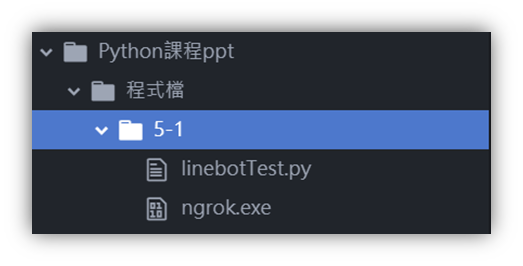 Python課程ppt
程式檔
5-1
linebotTest.py
ngrok.exe